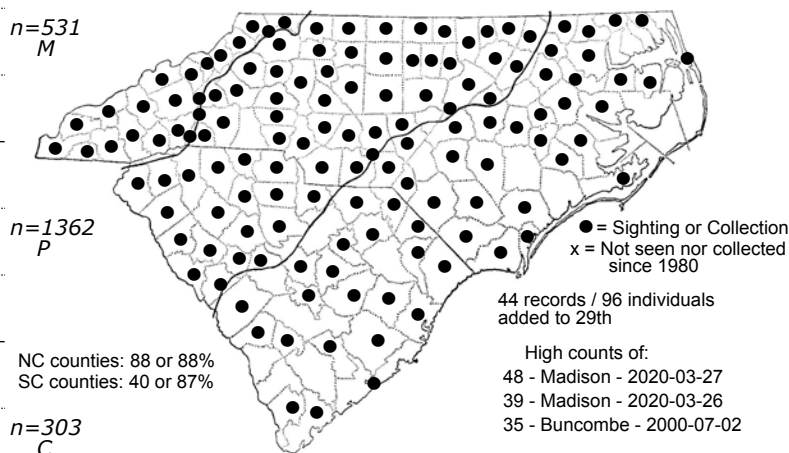 n=531
M
n=1362
P
n=303
C
● = Sighting or Collection
x = Not seen nor collected
since 1980
44 records / 96 individuals
added to 29th
NC counties: 88 or 88%
SC counties: 40 or 87%
High counts of:
48 - Madison - 2020-03-27
39 - Madison - 2020-03-26
35 - Buncombe - 2000-07-02